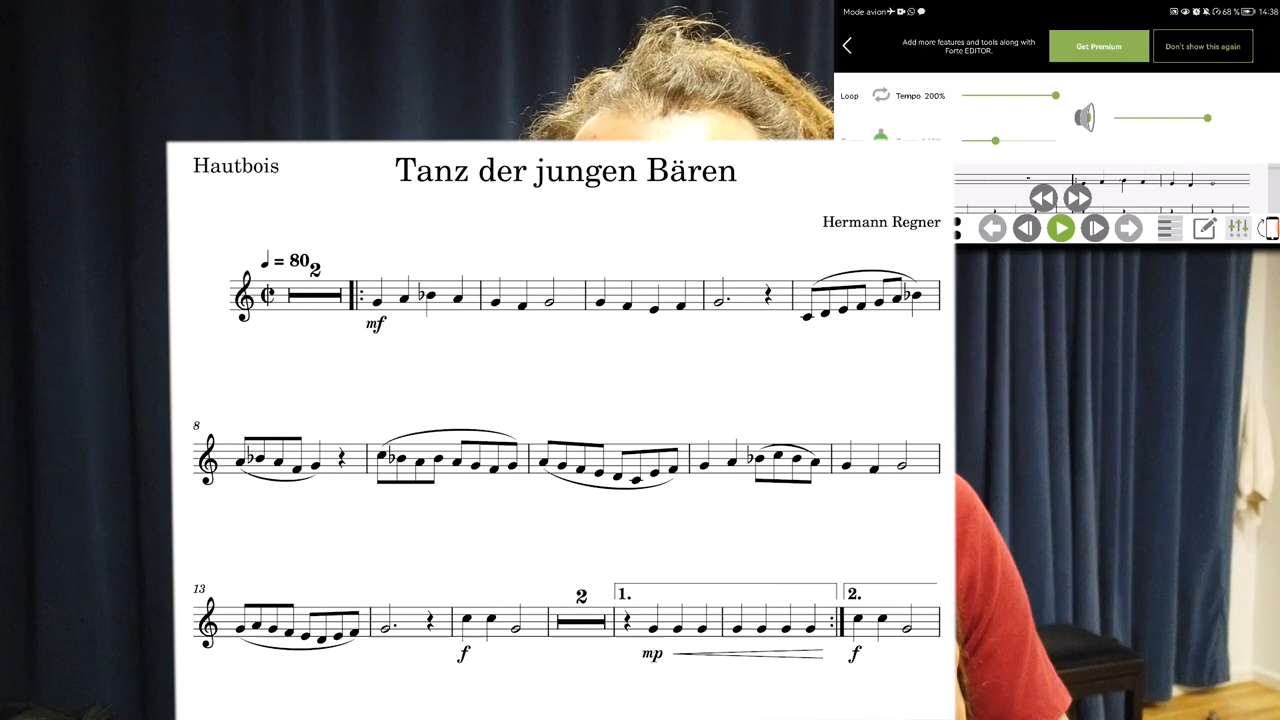 Mode avion 68 % 14:38
Add more features and tools along with
Forte EDITOR.
Get Premium
Don't show this again
Loop Tempo 200%
Hautbois
Tanz der jungen Bären
Hermann Regner
= 80
2
mf
8
13
2
1.
2.
f
mp
f